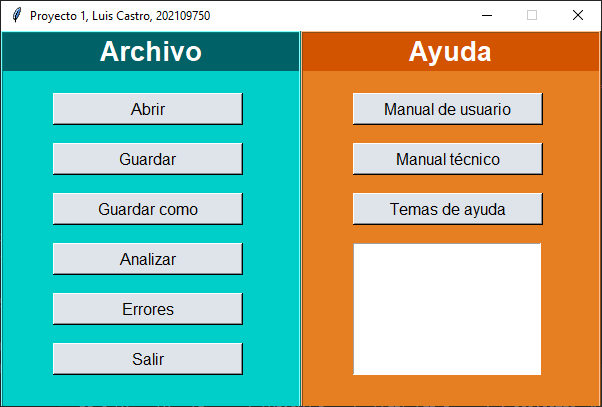 Proyecto 1, Luis Castro, 202109750
Archivo
Abrir
Guardar
Guardar como
Analizar
Errores
Salir
Ayuda
Manual de usuario
Manual técnico
Temas de ayuda